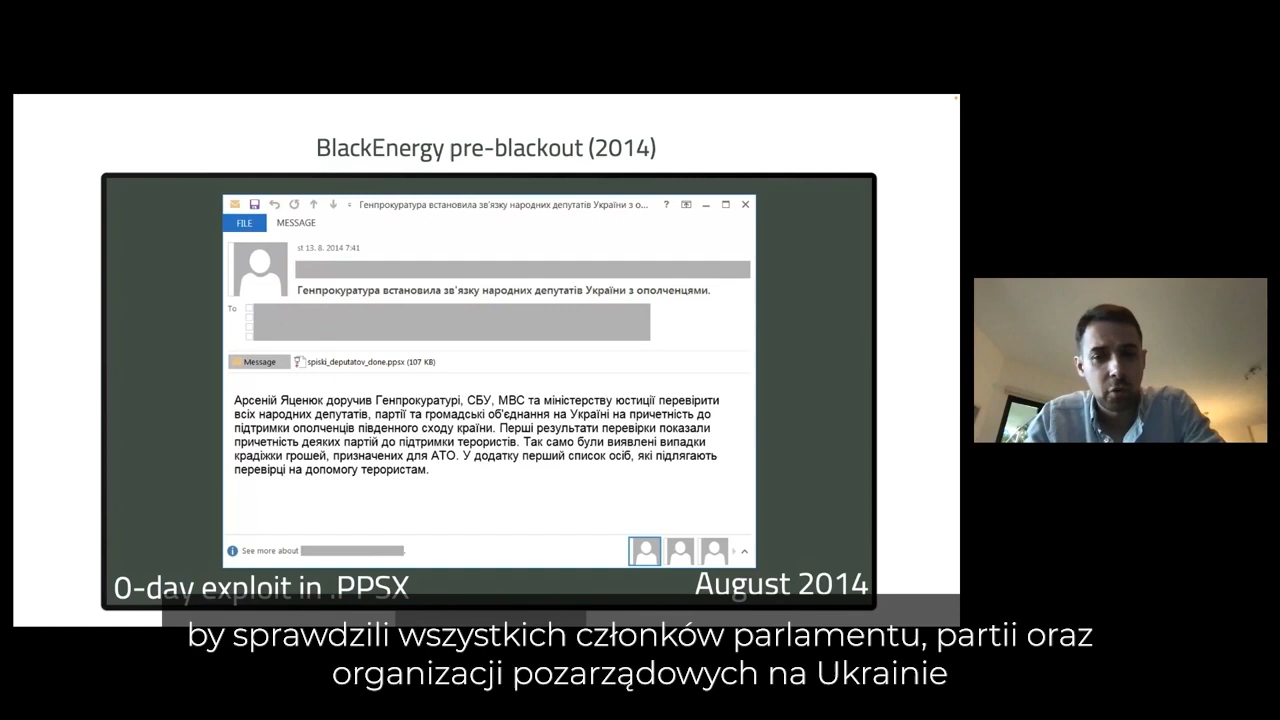 BlackEnergy pre-blackout (2014)
Генпрокуратура встановила зв'язку народних депутатів України з о...
FILE MESSAGE
st 13. 8. 2014 7:41
Генпрокуратура встановила зв'язку народних депутатів України з ополченцями.
To
Message spiski_deputatov_done.ppsx (107 KB)
Арсеній Яценюк доручив Генпрокуратурі, СБУ, МВС та міністерству юстиції перевірити
всіх народних депутатів, партії та громадські об'єднання на Україні на причетність до
підтримки ополченців південного сходу країни. Перші результати перевірки показали
причетність деяких партій до підтримки терористів. Так само були виявлені випадки
крадіжки грошей, призначених для АТО. У додатку перший список осіб, які підлягають
перевірці на допомогу терористам.
See more about
0-day exploit in .PPSX
August 2014
by sprawdzili wszystkich członków parlamentu, partii oraz
organizacji pozarządowych na Ukrainie